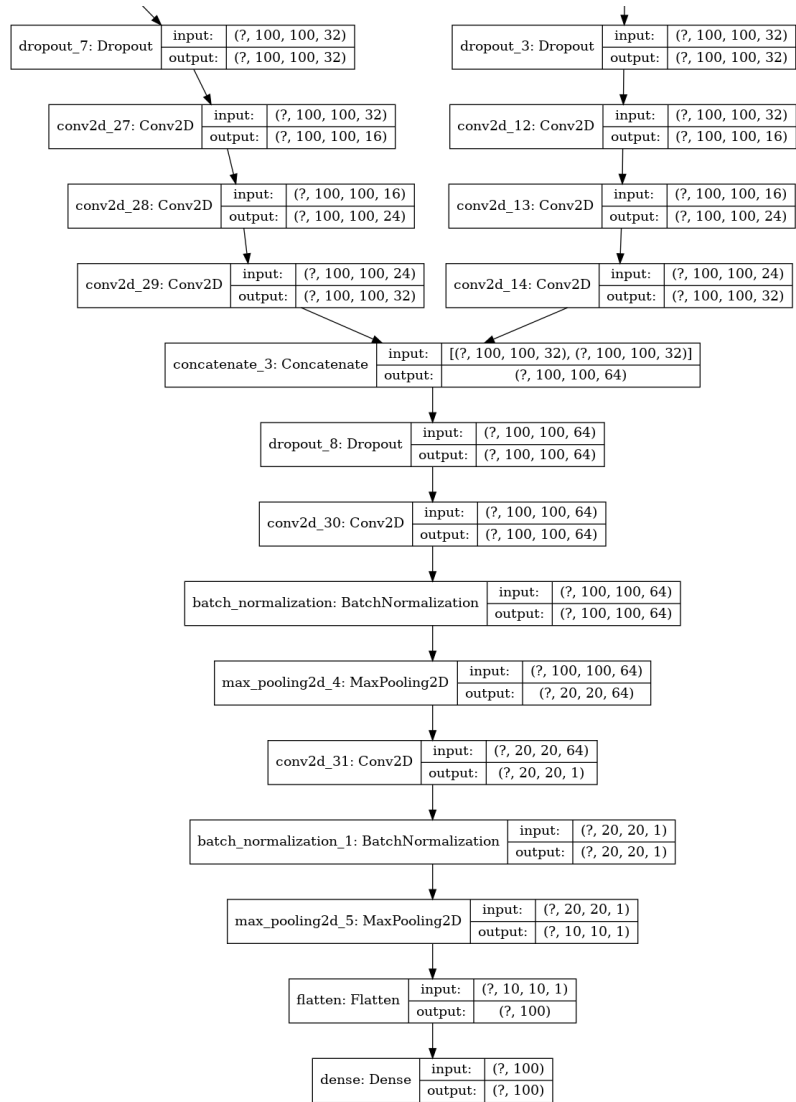 dropout_7: Dropout input: (?, 100, 100, 32)
output: (?, 100, 100, 32)
dropout_3: Dropout input: (?, 100, 100, 32)
output: (?, 100, 100, 32)
conv2d_27: Conv2D input: (?, 100, 100, 32)
output: (?, 100, 100, 16)
conv2d_12: Conv2D input: (?, 100, 100, 32)
output: (?, 100, 100, 16)
conv2d_28: Conv2D input: (?, 100, 100, 16)
output: (?, 100, 100, 24)
conv2d_13: Conv2D input: (?, 100, 100, 16)
output: (?, 100, 100, 24)
conv2d_29: Conv2D input: (?, 100, 100, 24)
output: (?, 100, 100, 32)
conv2d_14: Conv2D input: (?, 100, 100, 24)
output: (?, 100, 100, 32)
concatenate_3: Concatenate input: [(?, 100, 100, 32), (?, 100, 100, 32)]
output: (?, 100, 100, 64)
dropout_8: Dropout input: (?, 100, 100, 64)
output: (?, 100, 100, 64)
conv2d_30: Conv2D input: (?, 100, 100, 64)
output: (?, 100, 100, 64)
batch_normalization: BatchNormalization input: (?, 100, 100, 64)
output: (?, 100, 100, 64)
max_pooling2d_4: MaxPooling2D input: (?, 100, 100, 64)
output: (?, 20, 20, 64)
conv2d_31: Conv2D input: (?, 20, 20, 64)
output: (?, 20, 20, 1)
batch_normalization_1: BatchNormalization input: (?, 20, 20, 1)
output: (?, 20, 20, 1)
max_pooling2d_5: MaxPooling2D input: (?, 20, 20, 1)
output: (?, 10, 10, 1)
flatten: Flatten input: (?, 10, 10, 1)
output: (?, 100)
dense: Dense input: (?, 100)
output: (?, 100)